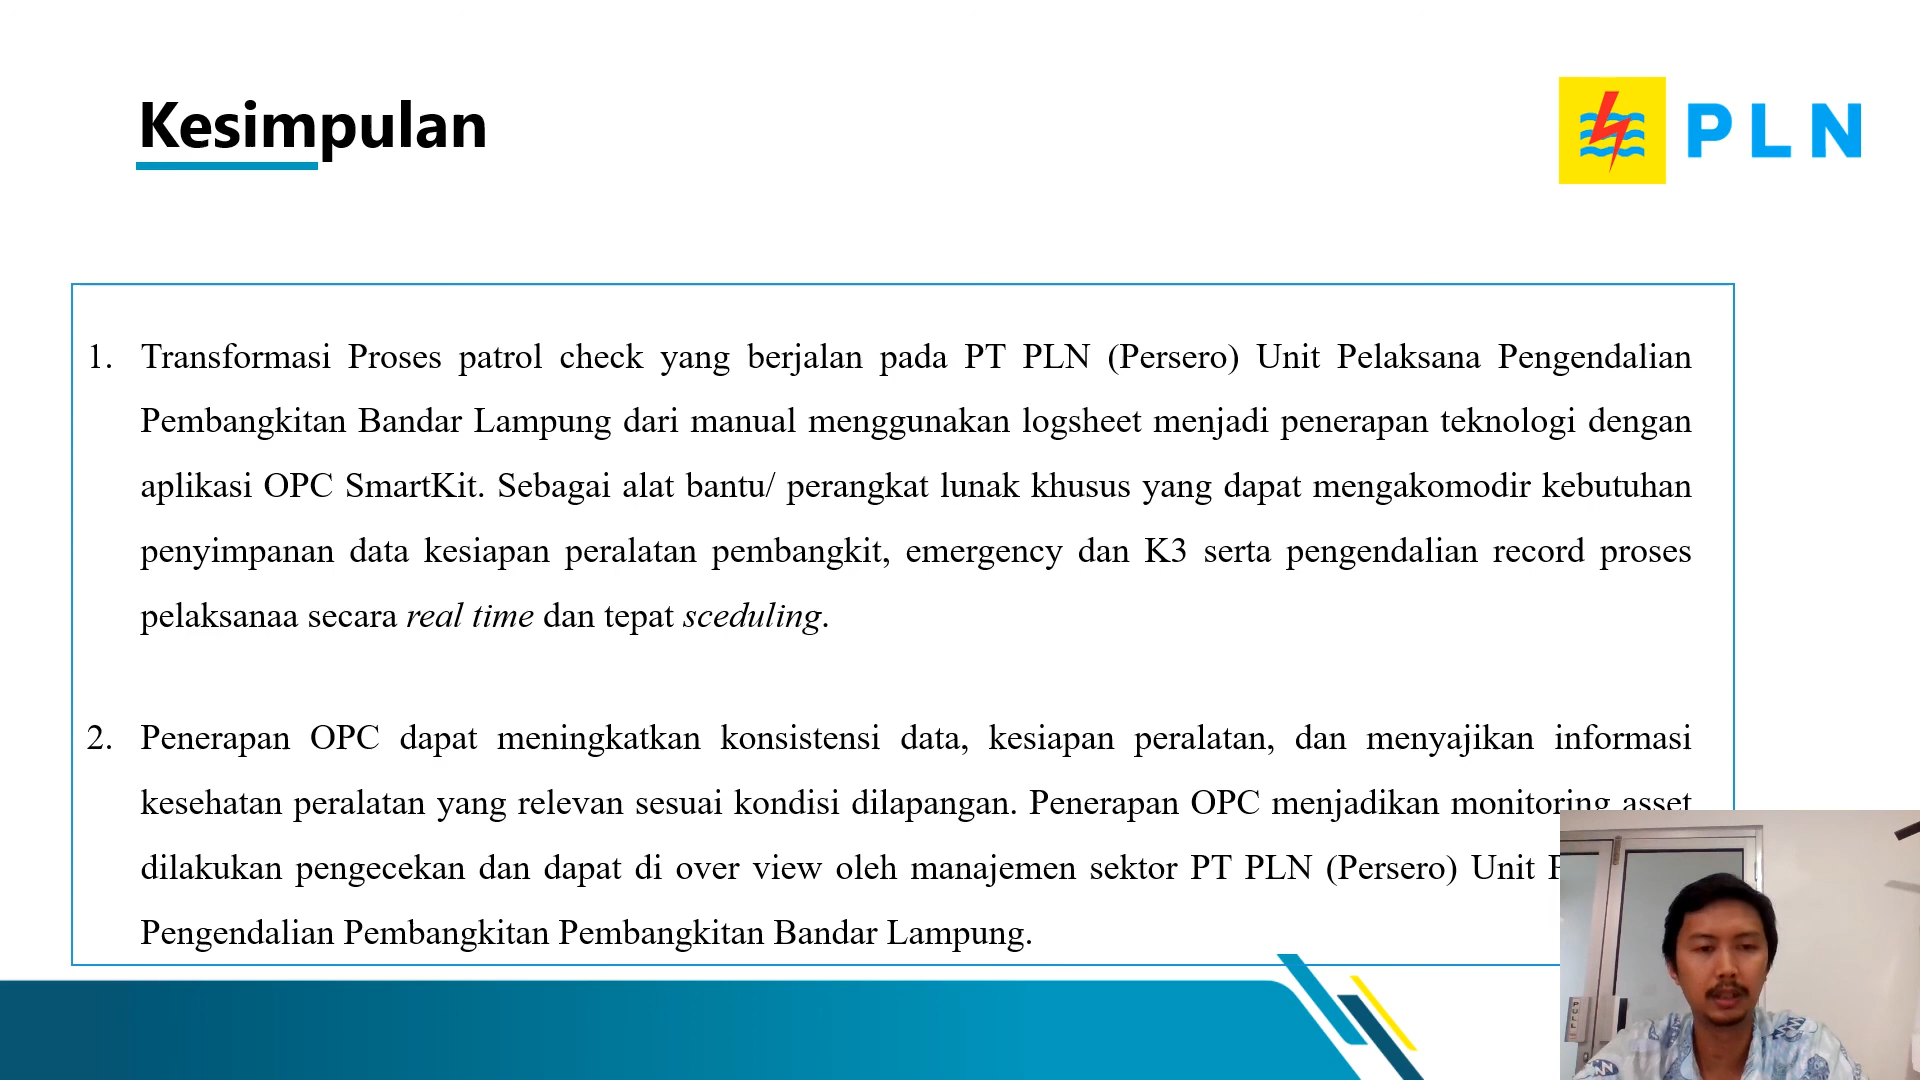 Kesimpulan
PLN
1. Transformasi Proses patrol check yang berjalan pada PT PLN (Persero) Unit Pelaksana Pengendalian
Pembangkitan Bandar Lampung dari manual menggunakan logsheet menjadi penerapan teknologi dengan
aplikasi OPC SmartKit. Sebagai alat bantu/ perangkat lunak khusus yang dapat mengakomodir kebutuhan
penyimpanan data kesiapan peralatan pembangkit, emergency dan K3 serta pengendalian record proses
pelaksanaa secara real time dan tepat sceduling.
2. Penerapan OPC dapat meningkatkan konsistensi data, kesiapan peralatan, dan menyajikan informasi
kesehatan peralatan yang relevan sesuai kondisi dilapangan. Penerapan OPC menjadikan monitoring asset
dilakukan pengecekan dan dapat di over view oleh manajemen sektor PT PLN (Persero) Unit
Pengendalian Pembangkitan Pembangkitan Bandar Lampung.
PULL